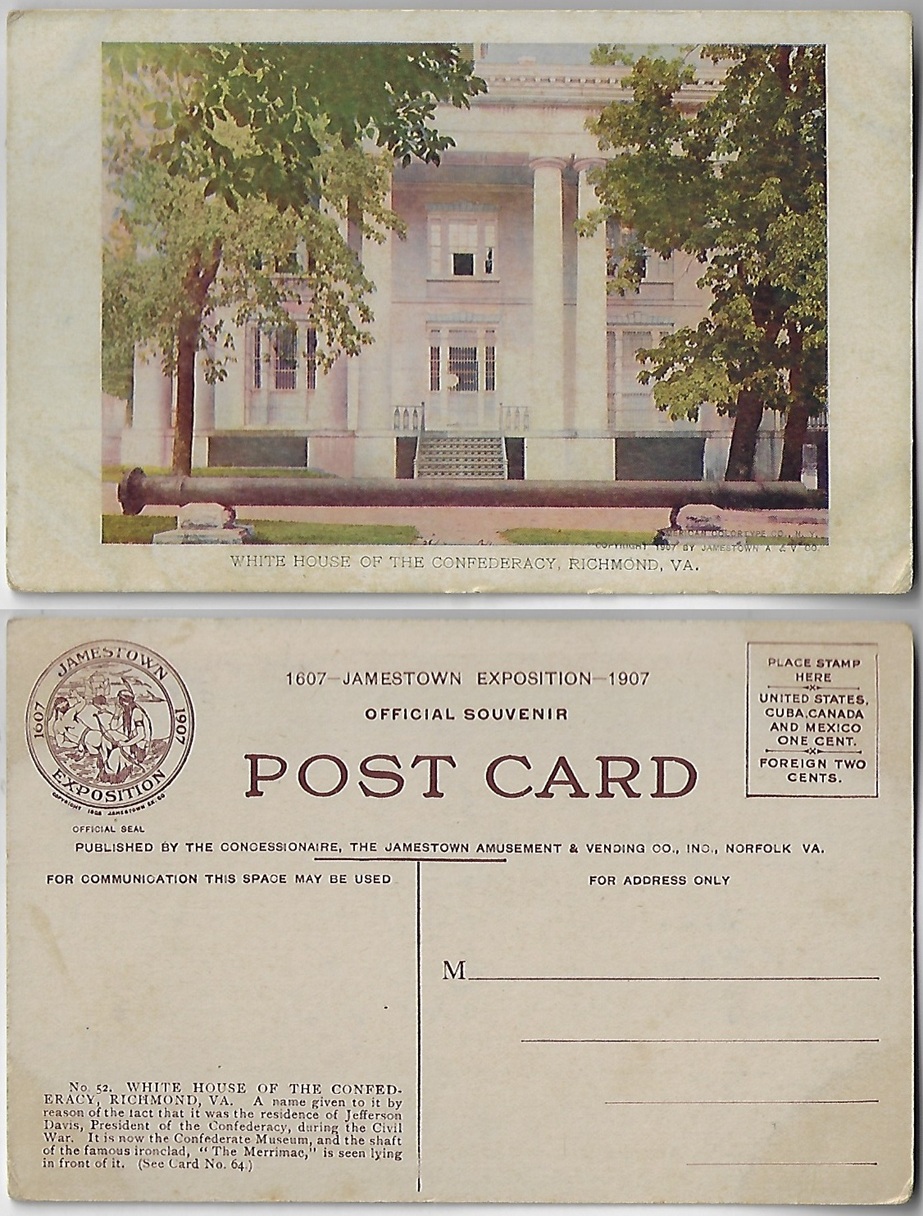 AMERICAN COLORTYPE CO., N. Y.
COPYRIGHT 1907 BY JAMESTOWN A. & V. CO.
WHITE HOUSE OF THE CONFEDERACY, RICHMOND, VA.
JAMESTOWN
1607 1907
EXPOSITION
OFFICIAL SEAL
1607—JAMESTOWN EXPOSITION—1907
OFFICIAL SOUVENIR
POST CARD
PLACE STAMP
HERE
UNITED STATES,
CUBA, CANADA
AND MEXICO
ONE CENT.
FOREIGN TWO
CENTS.
PUBLISHED BY THE CONCESSIONAIRE, THE JAMESTOWN AMUSEMENT & VENDING CO., INC., NORFOLK VA.
FOR COMMUNICATION THIS SPACE MAY BE USED
FOR ADDRESS ONLY
M
No. 52. WHITE HOUSE OF THE CONFED-
ERACY, RICHMOND, VA. A name given to it by
reason of the fact that it was the residence of Jefferson
Davis, President of the Confederacy, during the Civil
War. It is now the Confederate Museum, and the shaft
of the famous ironclad, "The Merrimac," is seen lying
in front of it. (See Card No. 64.)